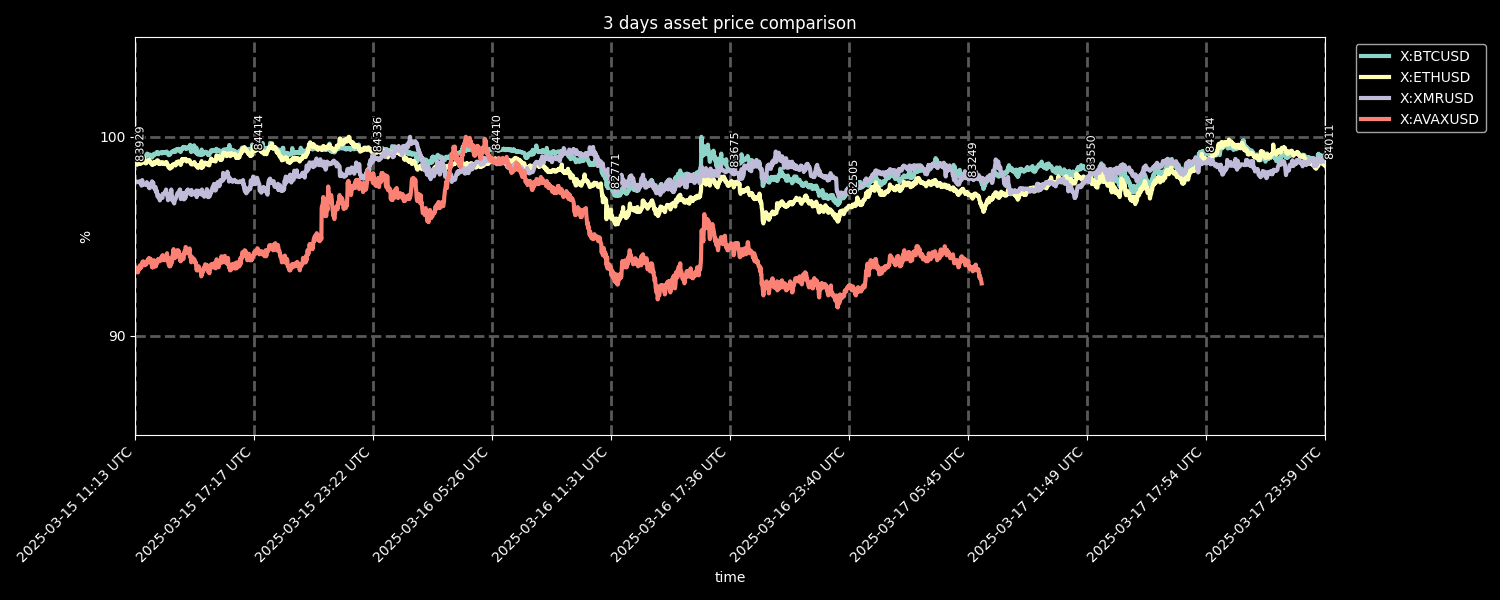 3 days asset price comparison
X:BTCUSD
X:ETHUSD
X:XMRUSD
X:AVAXUSD
100
90
%
83929
84414
84336
84410
82771
83675
82505
83249
83550
84314
84011
2025-03-15 11:13 UTC
2025-03-15 17:17 UTC
2025-03-15 23:22 UTC
2025-03-16 05:26 UTC
2025-03-16 11:31 UTC
2025-03-16 17:36 UTC
2025-03-16 23:40 UTC
2025-03-17 05:45 UTC
2025-03-17 11:49 UTC
2025-03-17 17:54 UTC
2025-03-17 23:59 UTC
time